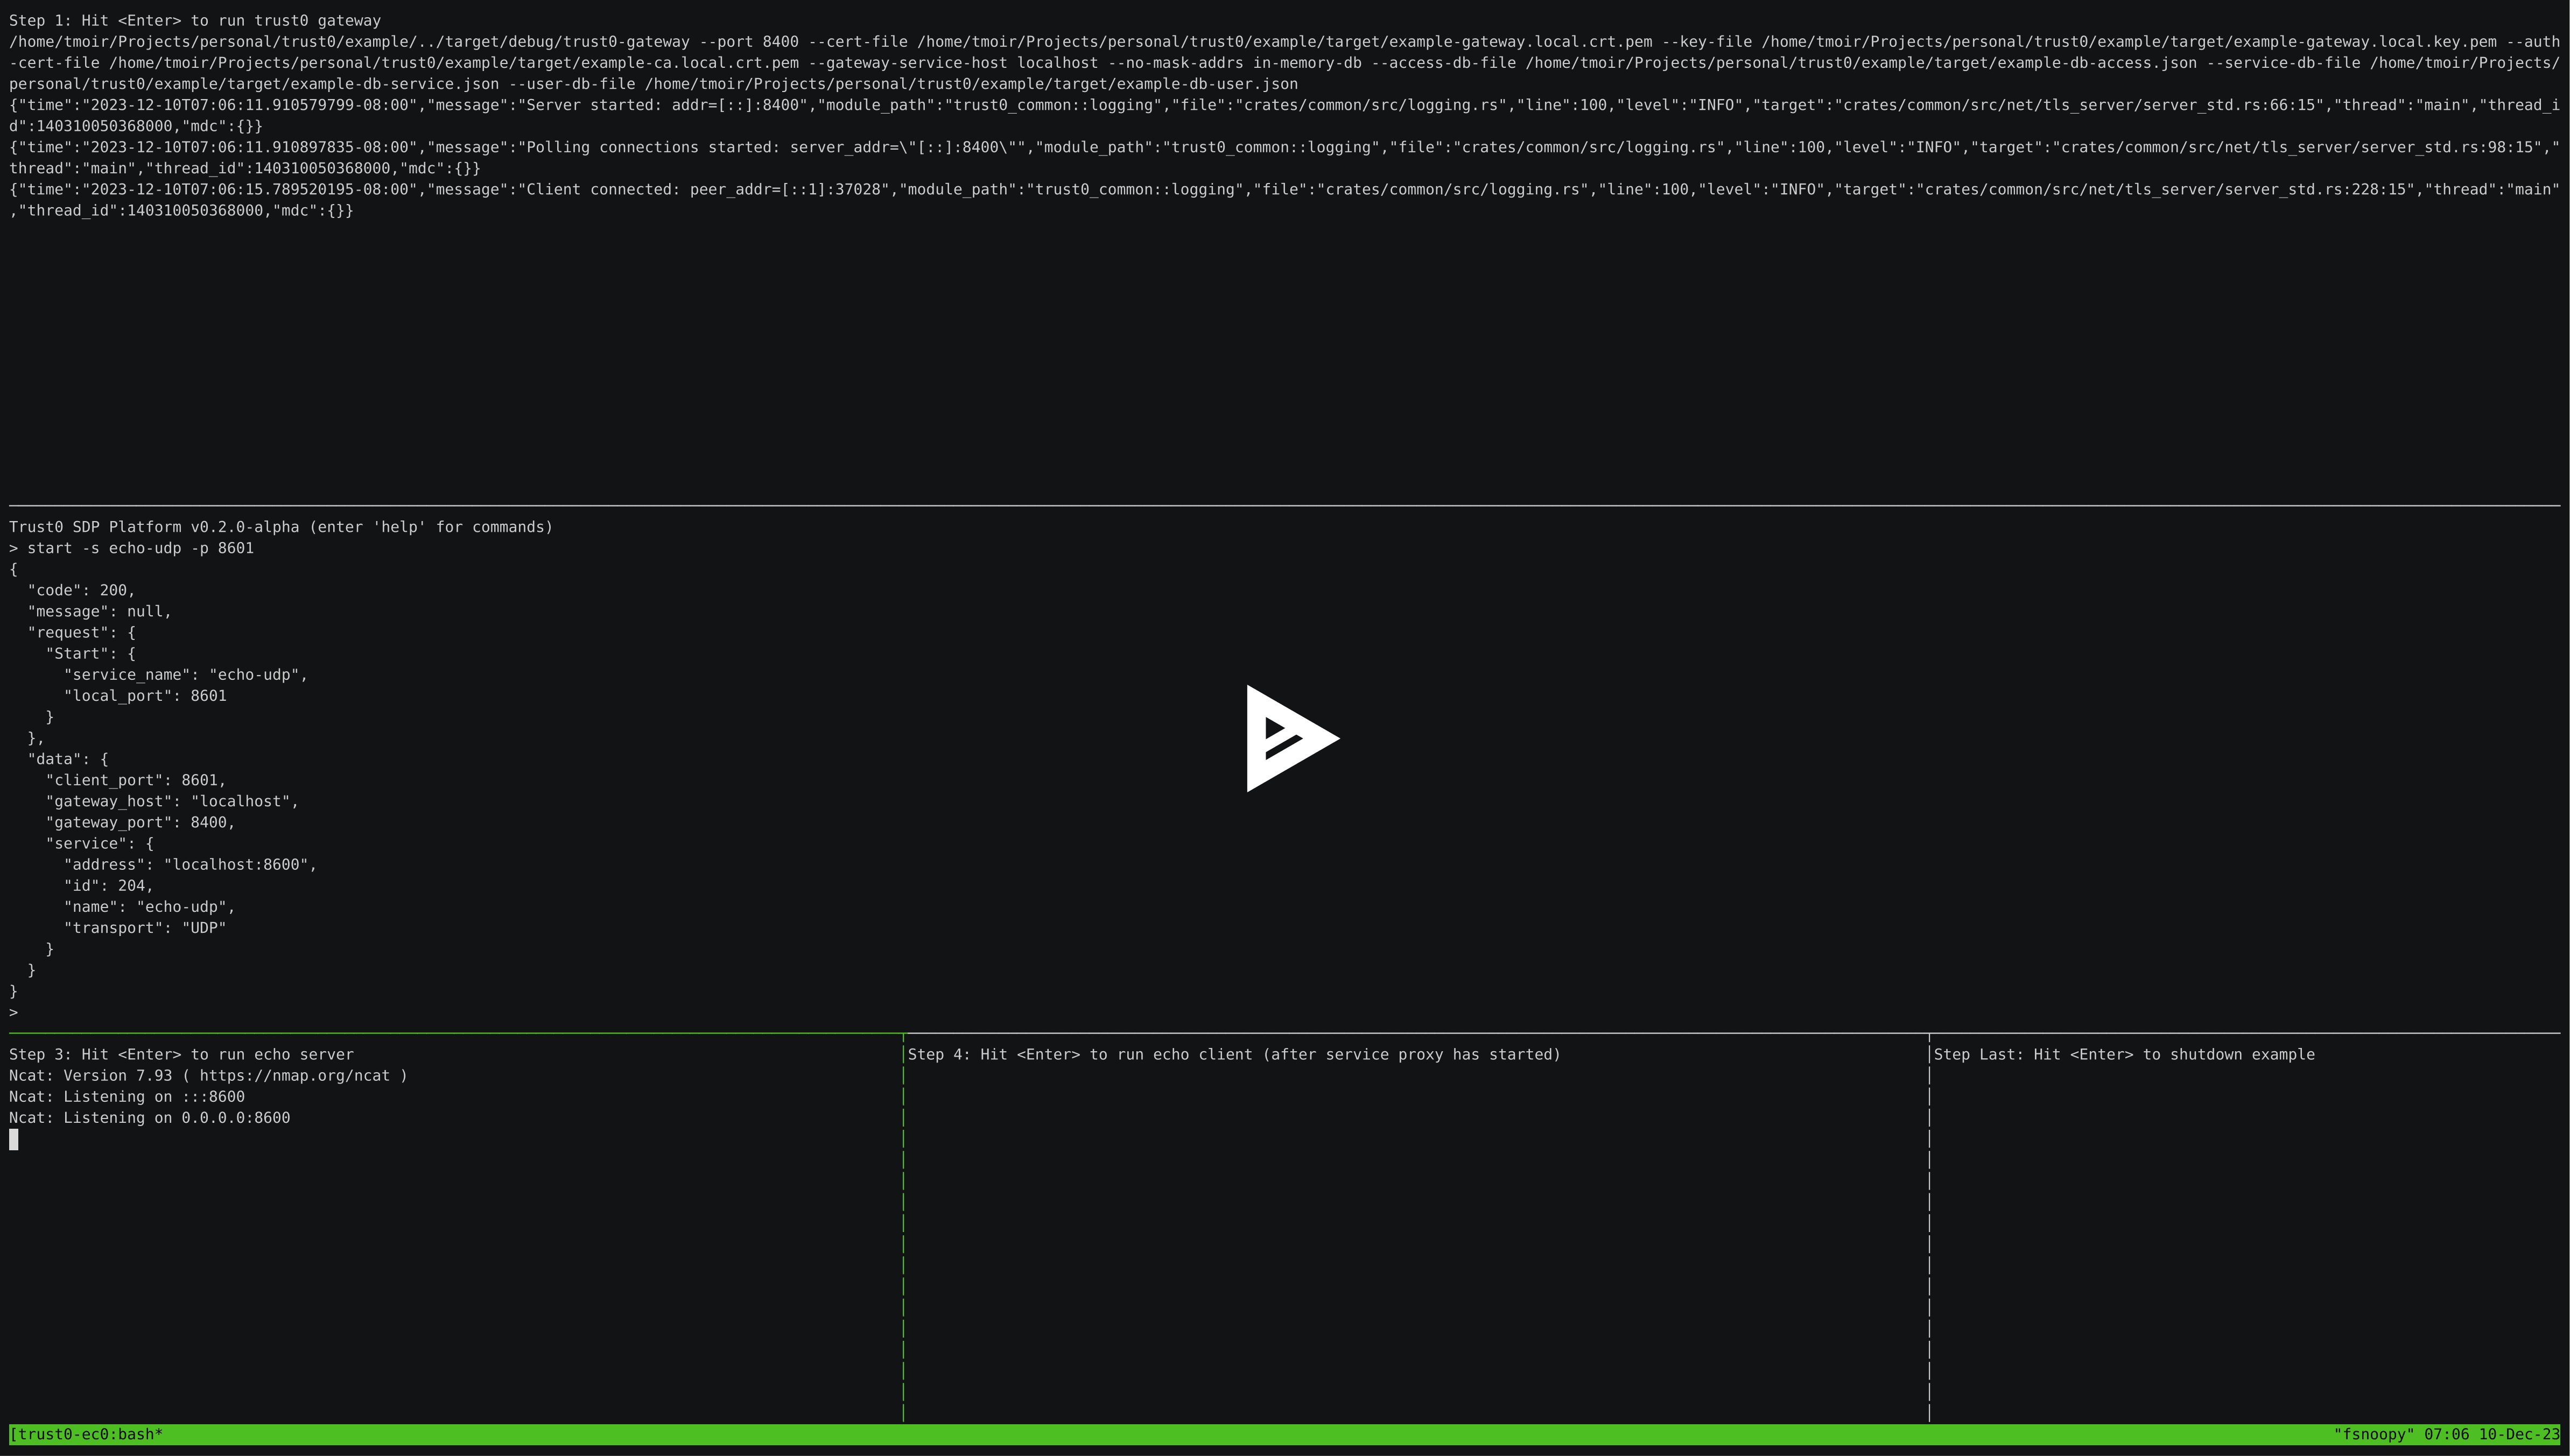 Step 1: Hit <Enter> to run trust0 gateway
/home/tmoir/Projects/personal/trust0/example/../target/debug/trust0-gateway --port 8400 --cert-file /home/tmoir/Projects/personal/trust0/example/target/example-gateway.local.crt.pem --key-file /home/tmoir/Projects/personal/trust0/example/target/example-gateway.local.key.pem --auth
-cert-file /home/tmoir/Projects/personal/trust0/example/target/example-ca.local.crt.pem --gateway-service-host localhost --no-mask-addrs in-memory-db --access-db-file /home/tmoir/Projects/personal/trust0/example/target/example-db-access.json --service-db-file /home/tmoir/Projects/
personal/trust0/example/target/example-db-service.json --user-db-file /home/tmoir/Projects/personal/trust0/example/target/example-db-user.json
{"time":"2023-12-10T07:06:11.910579799-08:00","message":"Server started: addr=[::]:8400","module_path":"trust0_common::logging","file":"crates/common/src/logging.rs","line":100,"level":"INFO","target":"crates/common/src/net/tls_server/server_std.rs:66:15","thread":"main","thread_i
d":140310050368000,"mdc":{}}
{"time":"2023-12-10T07:06:11.910897835-08:00","message":"Polling connections started: server_addr=\"[::]:8400\"","module_path":"trust0_common::logging","file":"crates/common/src/logging.rs","line":100,"level":"INFO","target":"crates/common/src/net/tls_server/server_std.rs:98:15","
thread":"main","thread_id":140310050368000,"mdc":{}}
{"time":"2023-12-10T07:06:15.789520195-08:00","message":"Client connected: peer_addr=[::1]:37028","module_path":"trust0_common::logging","file":"crates/common/src/logging.rs","line":100,"level":"INFO","target":"crates/common/src/net/tls_server/server_std.rs:228:15","thread":"main"
,"thread_id":140310050368000,"mdc":{}}
Trust0 SDP Platform v0.2.0-alpha (enter 'help' for commands)
> start -s echo-udp -p 8601
{
  "code": 200,
  "message": null,
  "request": {
    "Start": {
      "service_name": "echo-udp",
      "local_port": 8601
    }
  },
  "data": {
    "client_port": 8601,
    "gateway_host": "localhost",
    "gateway_port": 8400,
    "service": {
      "address": "localhost:8600",
      "id": 204,
      "name": "echo-udp",
      "transport": "UDP"
    }
  }
}
>
Step 3: Hit <Enter> to run echo server
Ncat: Version 7.93 ( https://nmap.org/ncat )
Ncat: Listening on :::8600
Ncat: Listening on 0.0.0.0:8600
Step 4: Hit <Enter> to run echo client (after service proxy has started)
Step Last: Hit <Enter> to shutdown example
[trust0-ec0:bash* "fsnoopy" 07:06 10-Dec-23